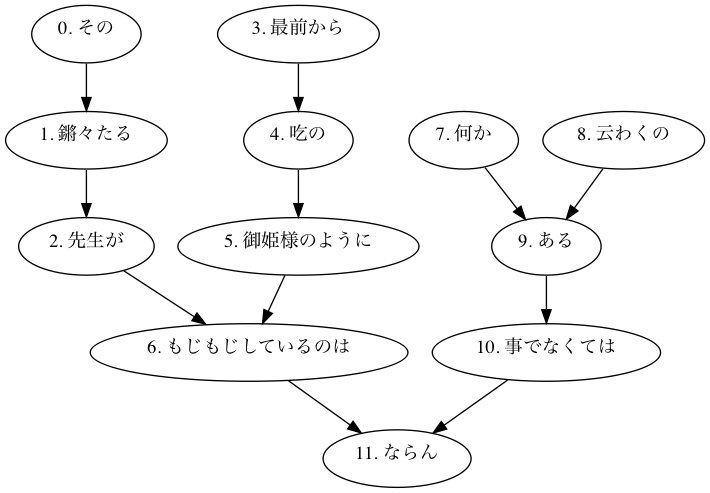 0. その
3. 最前から
1. 鏘々たる
4. 吃の
7. 何か
8. 云わくの
2. 先生が
5. 御姫様のように
9. ある
6. もじもじしているのは
10. 事でなくては
11. ならん